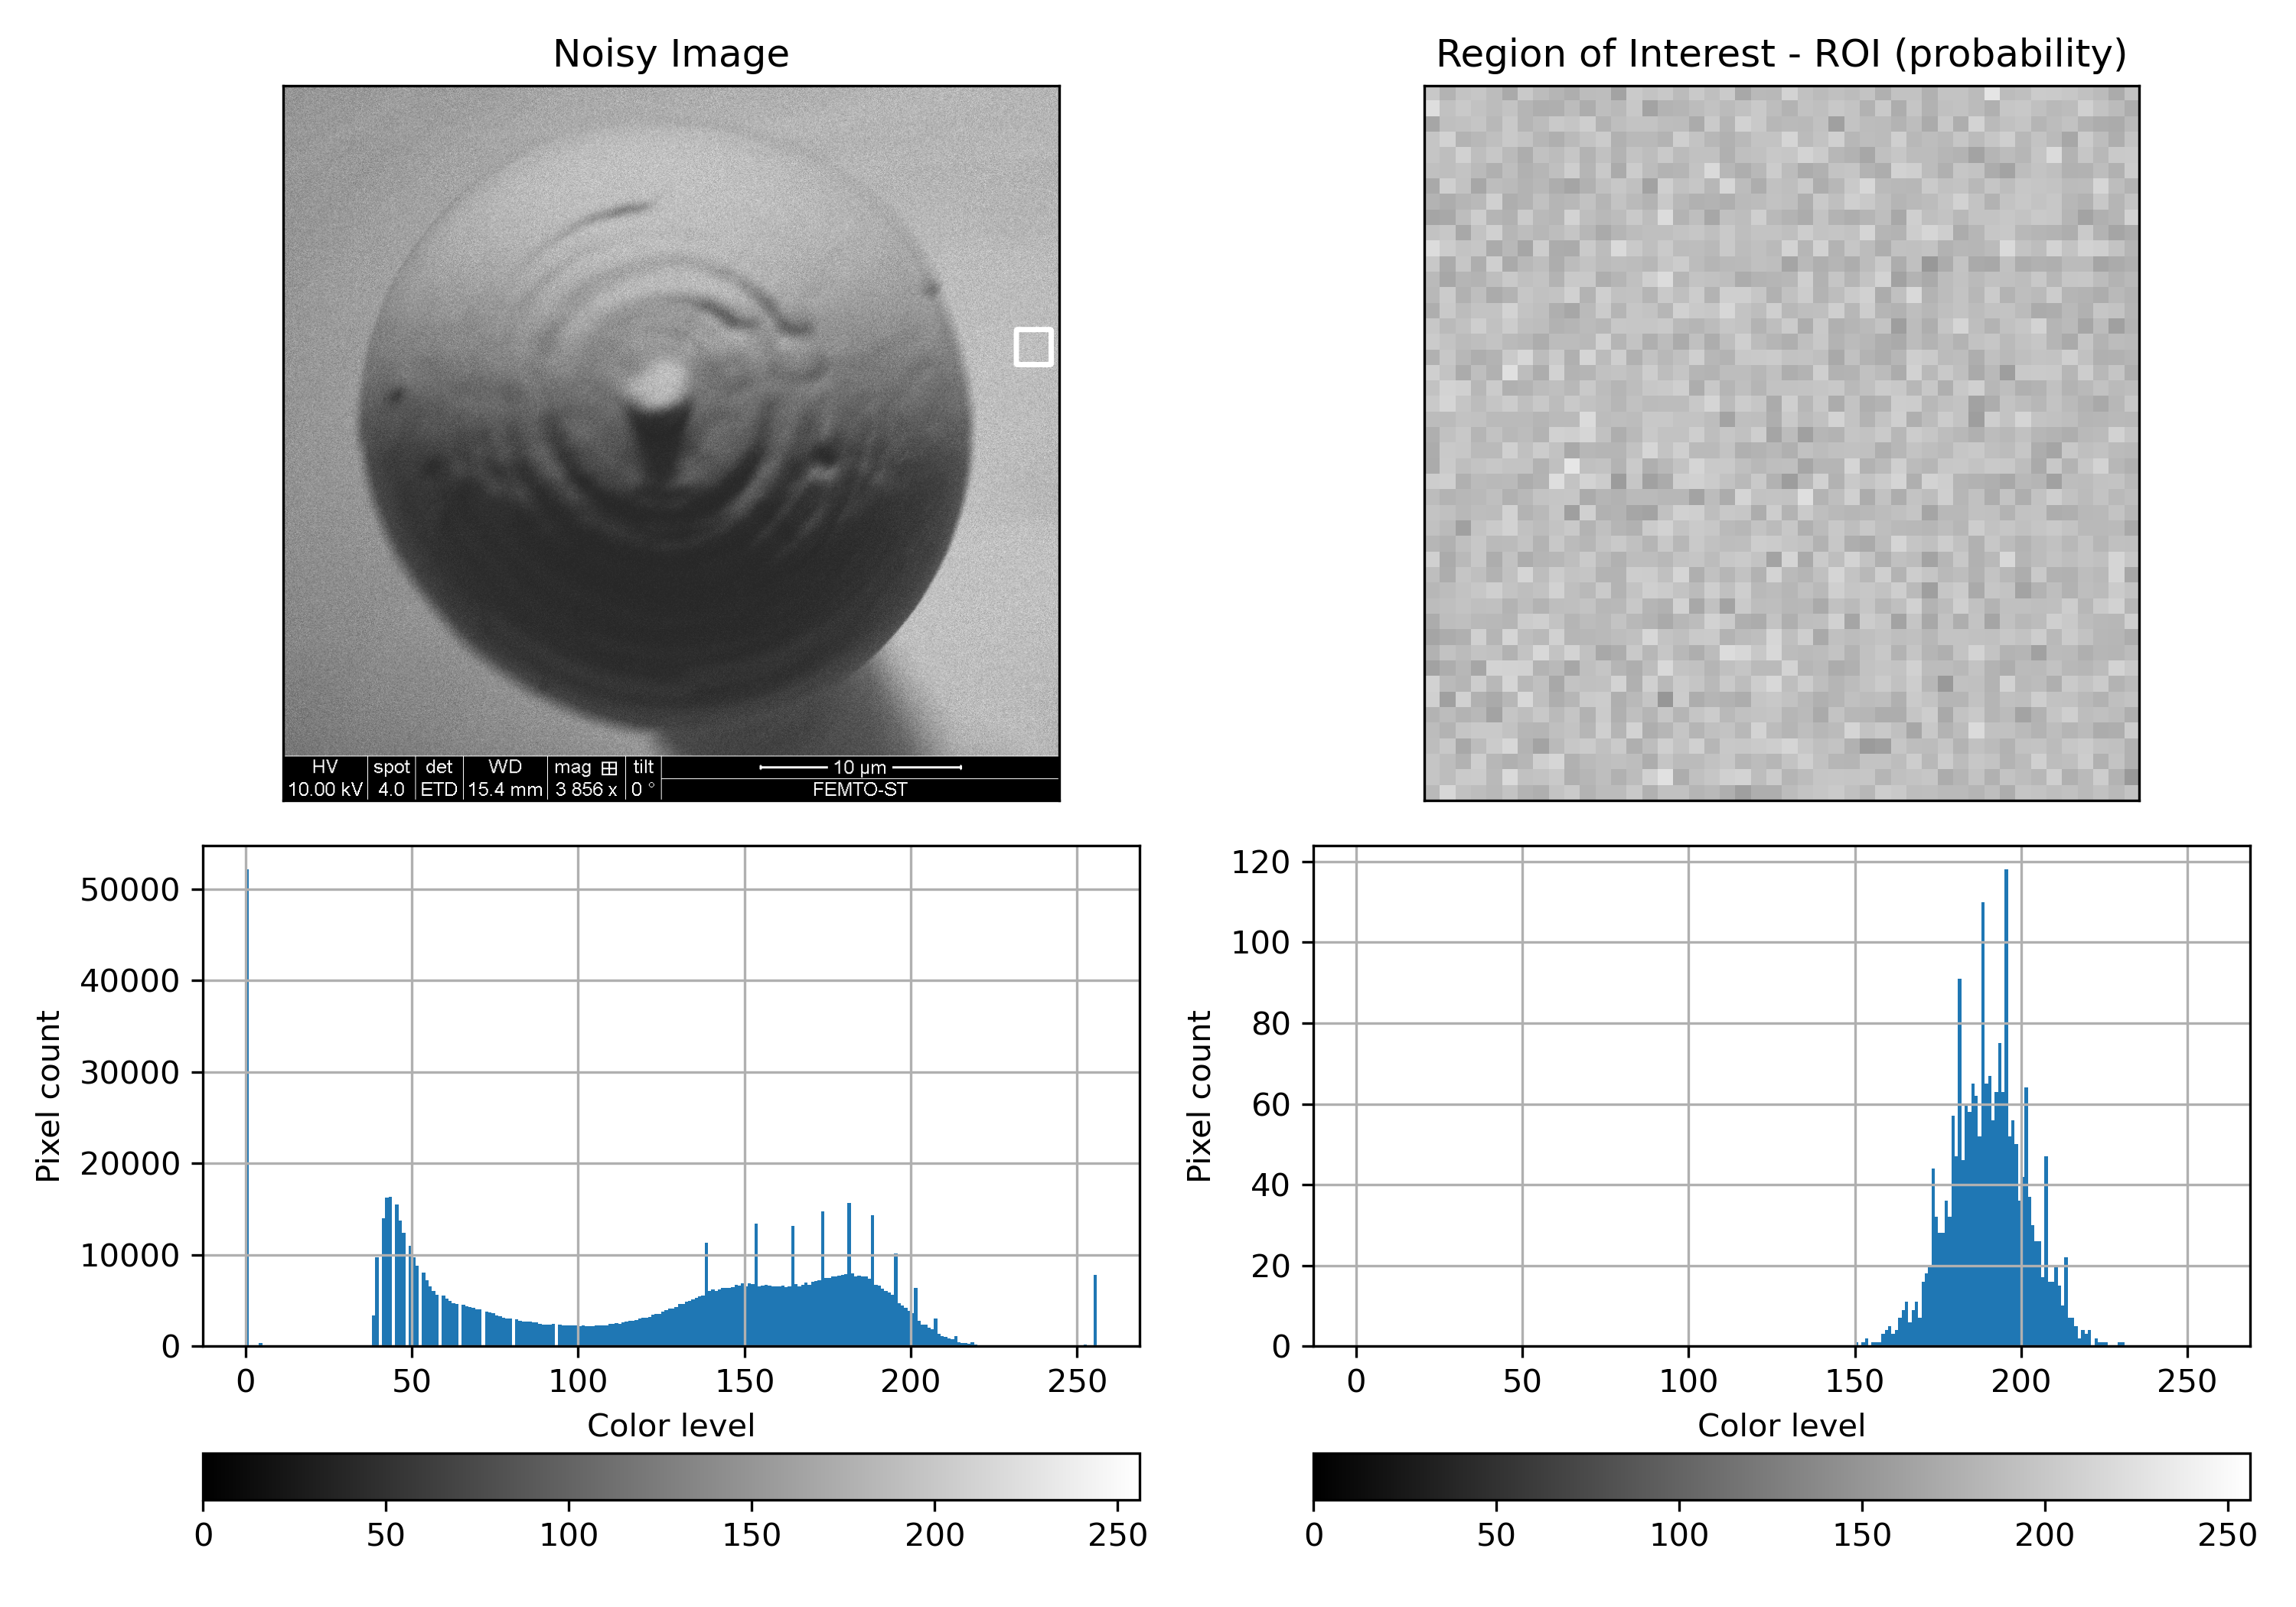 Noisy Image
Region of Interest - ROI (probability)
HV spot det WD mag tilt 10 µm
10.00 kV 4.0 ETD 15.4 mm 3 856 x 0 ° FEMTO-ST
50000
40000
30000
20000
10000
0
Pixel count
0 50 100 150 200 250
Color level
0 50 100 150 200 250
120
100
80
60
40
20
0
Pixel count
0 50 100 150 200 250
Color level
0 50 100 150 200 250